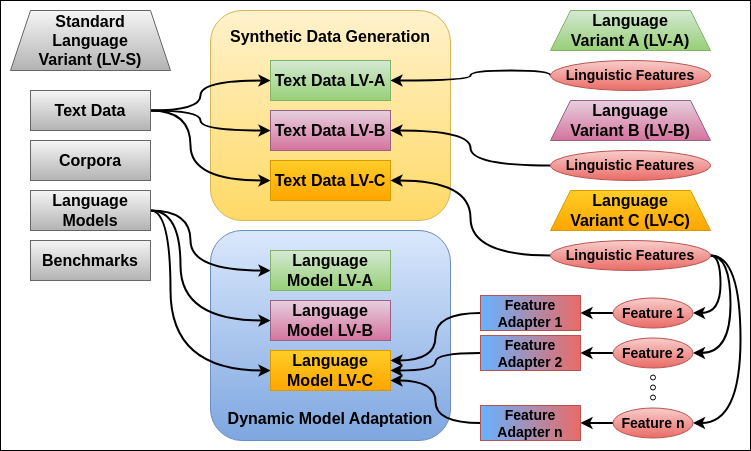 Standard
Language
Variant (LV-S)
Text Data
Corpora
Language
Models
Benchmarks
Synthetic Data Generation
Text Data LV-A
Text Data LV-B
Text Data LV-C
Language
Model LV-A
Language
Model LV-B
Language
Model LV-C
Dynamic Model Adaptation
Language
Variant A (LV-A)
Linguistic Features
Language
Variant B (LV-B)
Linguistic Features
Language
Variant C (LV-C)
Linguistic Features
Feature
Adapter 1
Feature 1
Feature
Adapter 2
Feature 2
Feature
Adapter n
Feature n